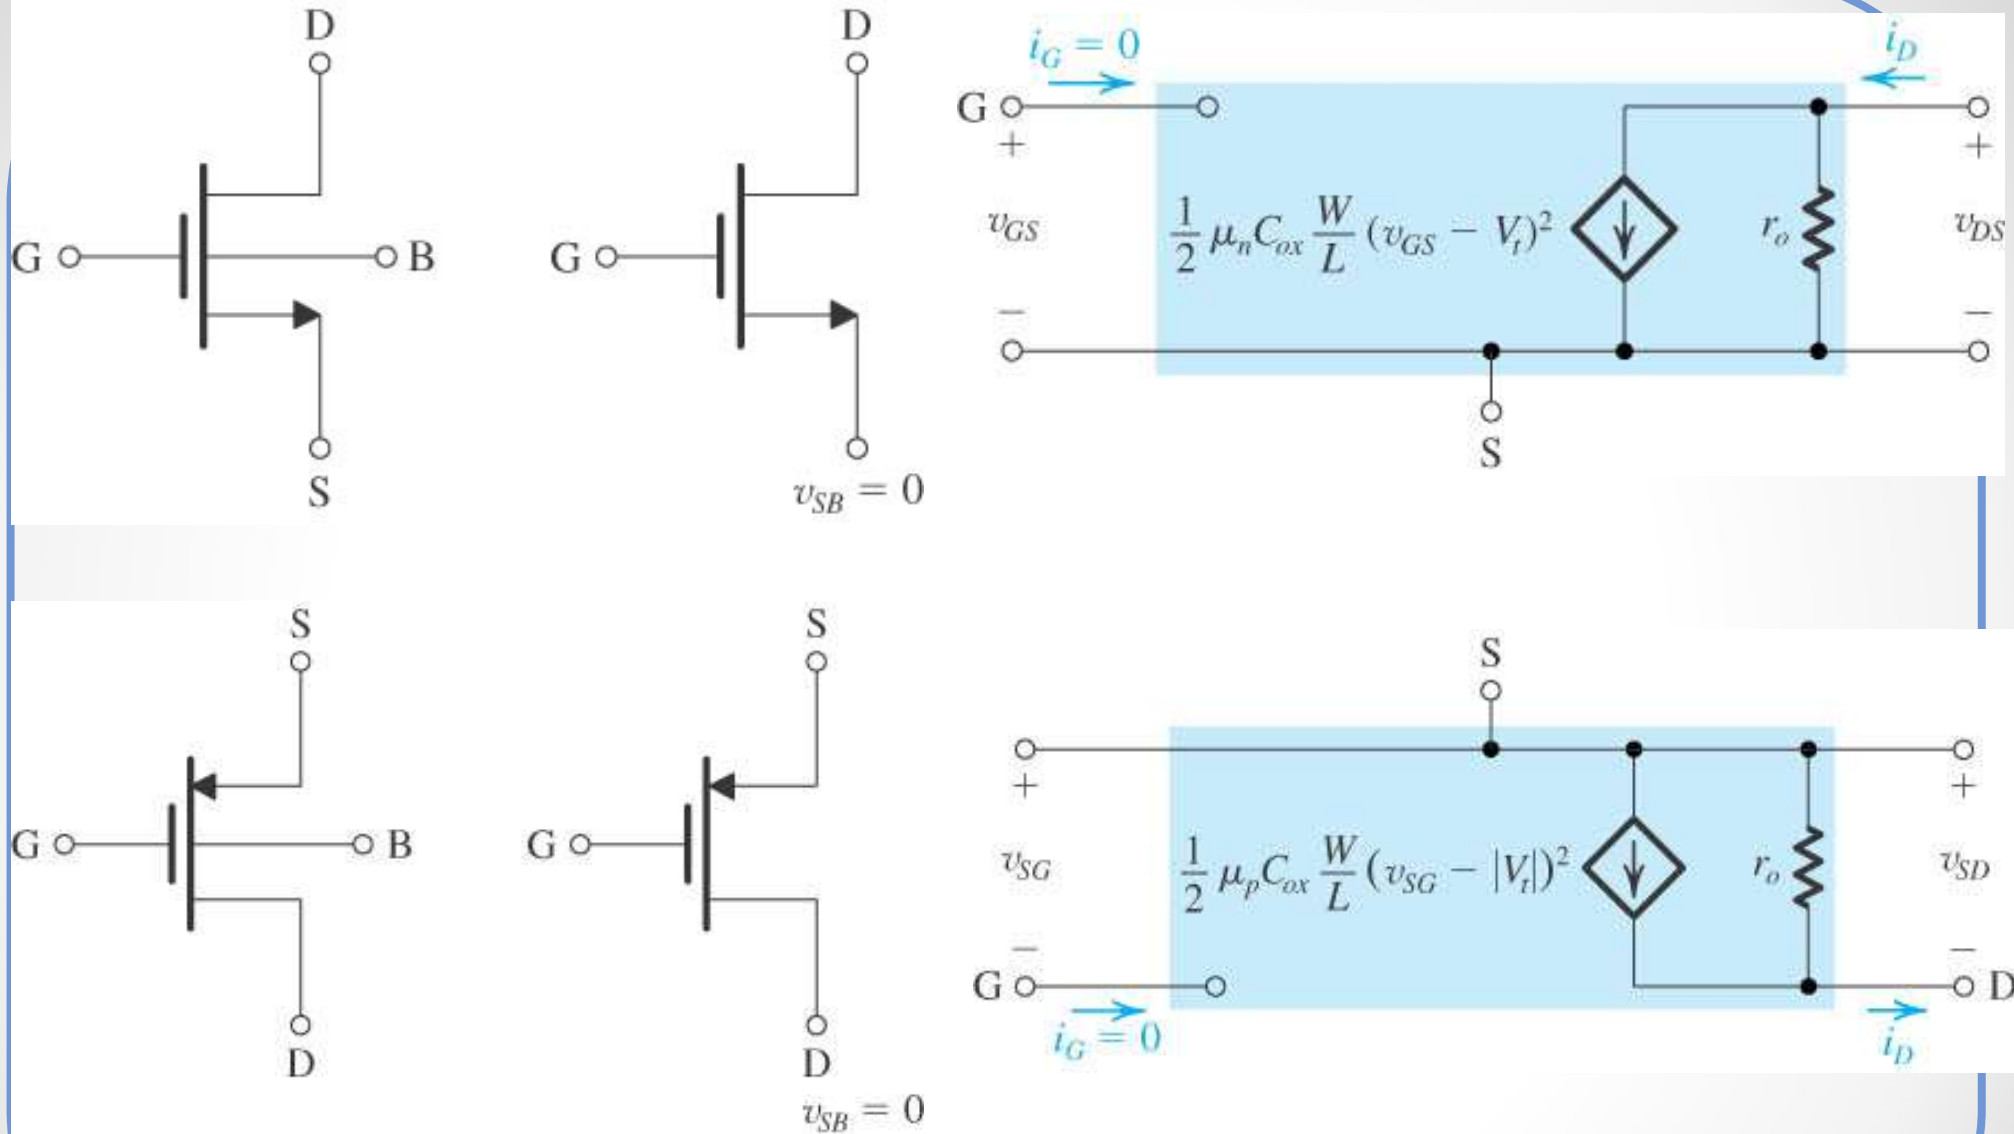 D
G
B
S
D
G
v_SB = 0
i_G = 0
i_D
G
+
+
v_GS
1/2 μ_n C_ox W/L (v_GS − V_t)²
r_o
v_DS
−
−
S
S
G
B
D
S
G
D
v_SB = 0
S
+
+
v_SG
1/2 μ_p C_ox W/L (v_SG − |V_t|)²
r_o
v_SD
−
−
G
D
i_G = 0
i_D